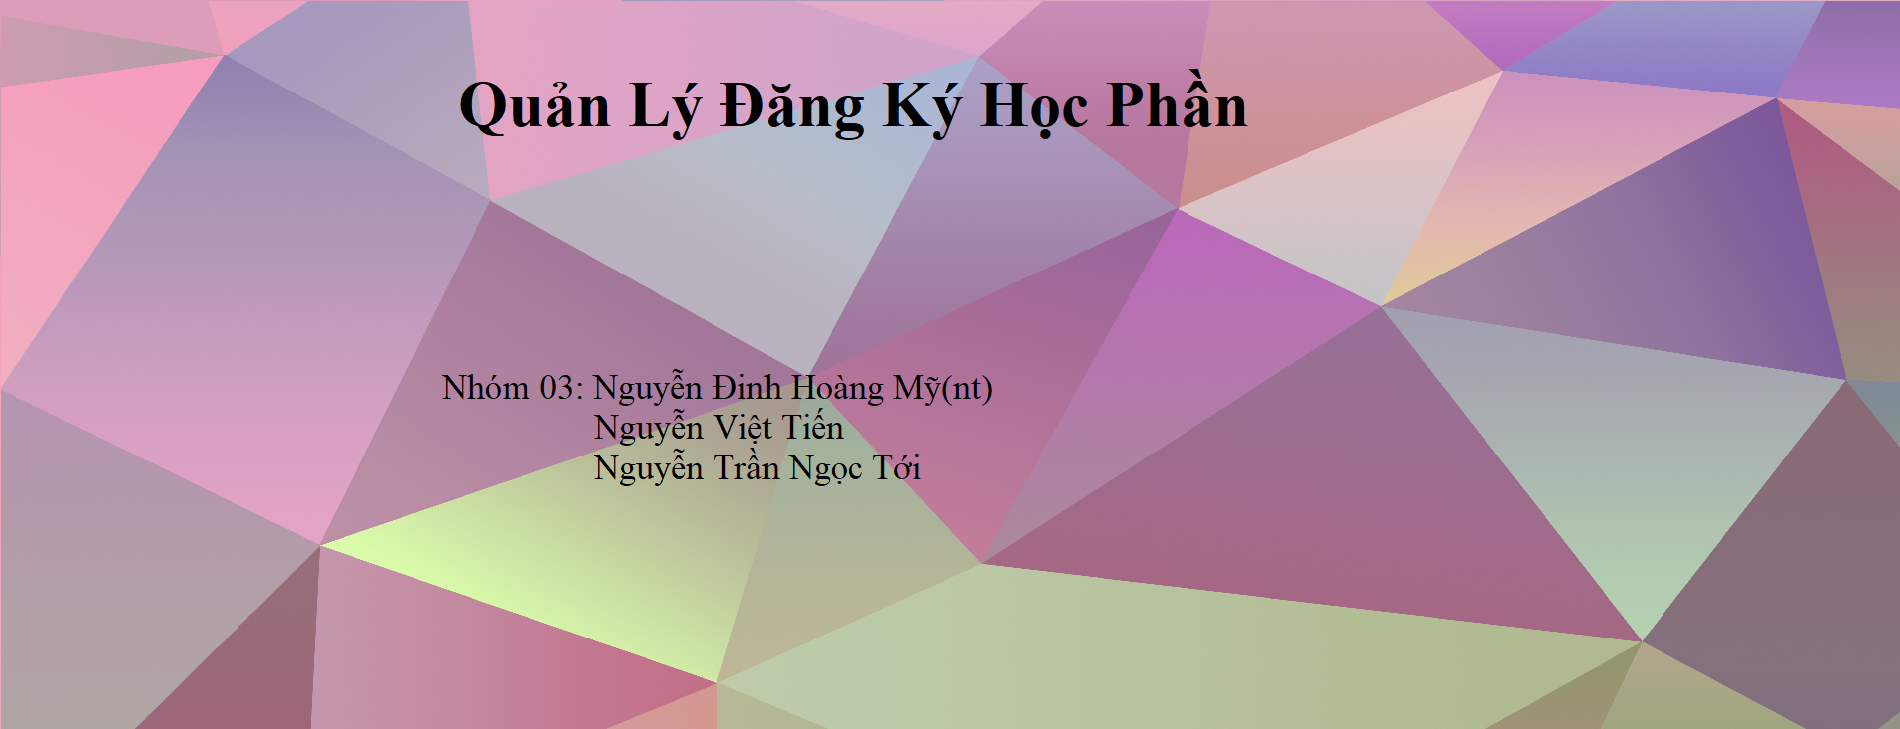 Quản Lý Đăng Ký Học Phần
Nhóm 03: Nguyễn Đinh Hoàng Mỹ(nt)
Nguyễn Việt Tiến
Nguyễn Trần Ngọc Tới